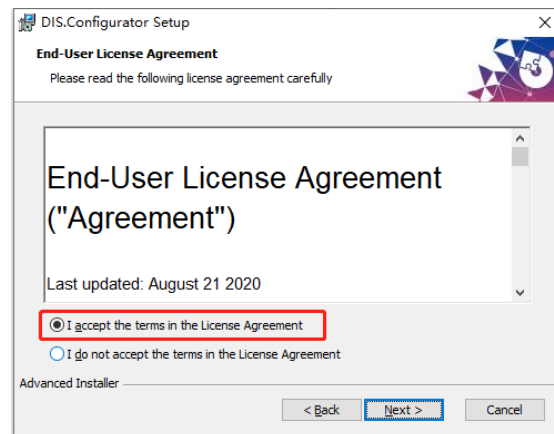 DIS.Configurator Setup
End-User License Agreement
Please read the following license agreement carefully
End-User License Agreement
("Agreement")
Last updated: August 21 2020
I accept the terms in the License Agreement
I do not accept the terms in the License Agreement
Advanced Installer
< Back Next > Cancel